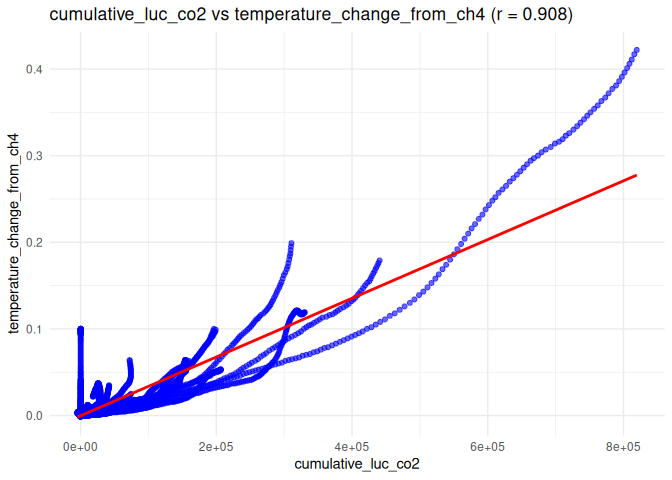 cumulative_luc_co2 vs temperature_change_from_ch4 (r = 0.908)
temperature_change_from_ch4
0.4
0.3
0.2
0.1
0.0
0e+00 2e+05 4e+05 6e+05 8e+05
cumulative_luc_co2